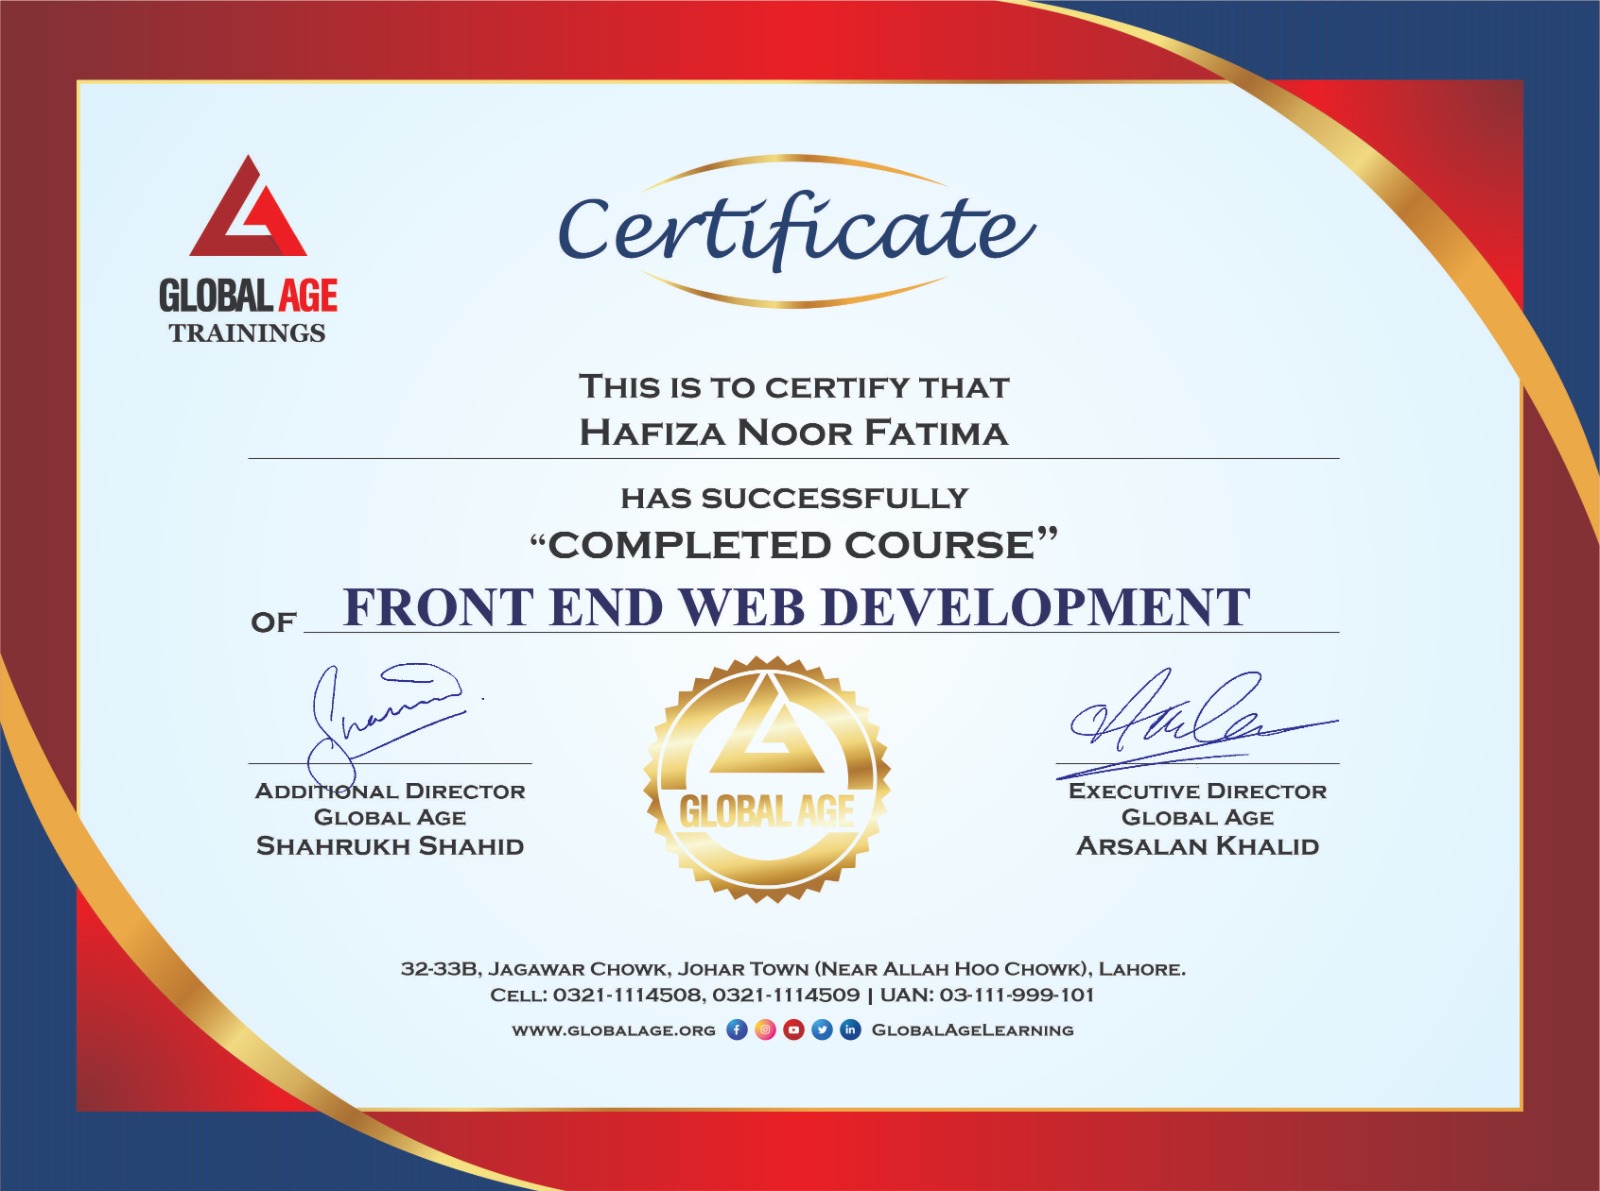 GLOBAL AGE
TRAININGS
Certificate
THIS IS TO CERTIFY THAT
HAFIZA NOOR FATIMA
HAS SUCCESSFULLY
“COMPLETED COURSE”
OF FRONT END WEB DEVELOPMENT
GLOBAL AGE
ADDITIONAL DIRECTOR
GLOBAL AGE
SHAHRUKH SHAHID
EXECUTIVE DIRECTOR
GLOBAL AGE
ARSALAN KHALID
32-33B, JAGAWAR CHOWK, JOHAR TOWN (NEAR ALLAH HOO CHOWK), LAHORE.
CELL: 0321-1114508, 0321-1114509 | UAN: 03-111-999-101
WWW.GLOBALAGE.ORG GLOBALAGELEARNING